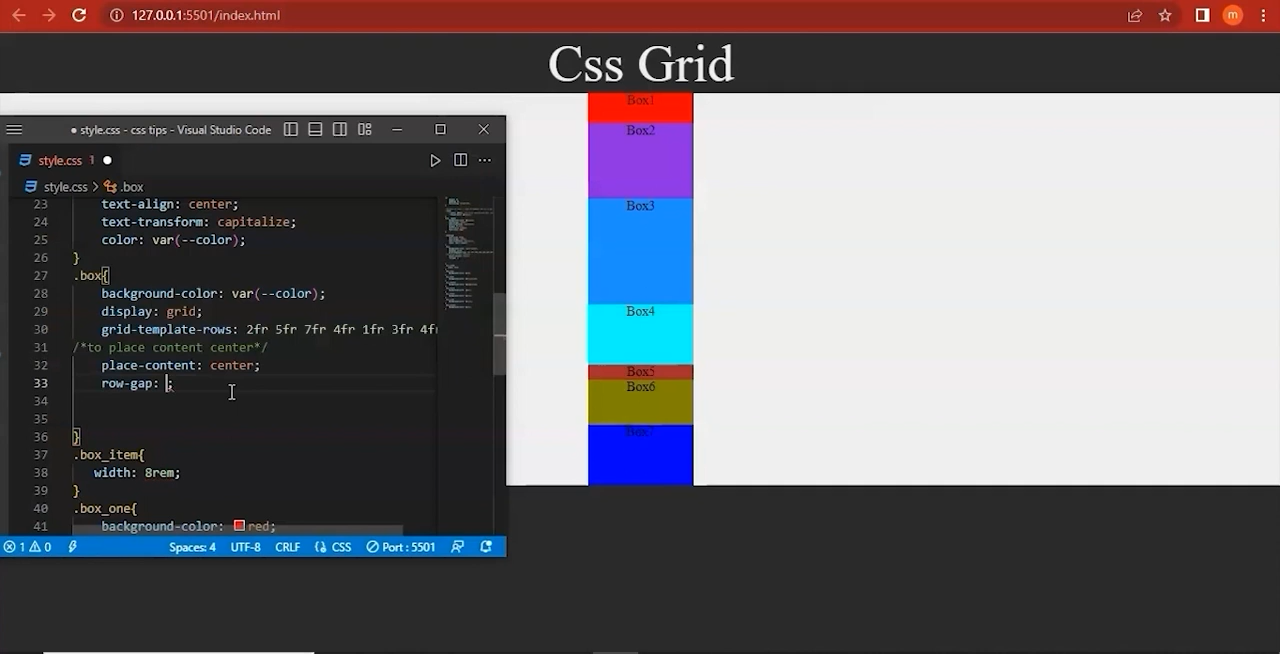 127.0.0.1:5501/index.html
m
Css Grid
Box1
Box2
Box3
Box4
Box5
Box6
Box7
● style.css - css tips - Visual Studio Code
style.css 1 ●
style.css > .box
23 text-align: center;
24 text-transform: capitalize;
25 color: var(--color);
26 }
27 .box{
28 background-color: var(--color);
29 display: grid;
30 grid-template-rows: 2fr 5fr 7fr 4fr 1fr 3fr 4fr
31 /*to place content center*/
32 place-content: center;
33 row-gap: ;
34
35
36 }
37 .box_item{
38 width: 8rem;
39 }
40 .box_one{
41 background-color: red;
1 0 Spaces: 4 UTF-8 CRLF CSS Port : 5501